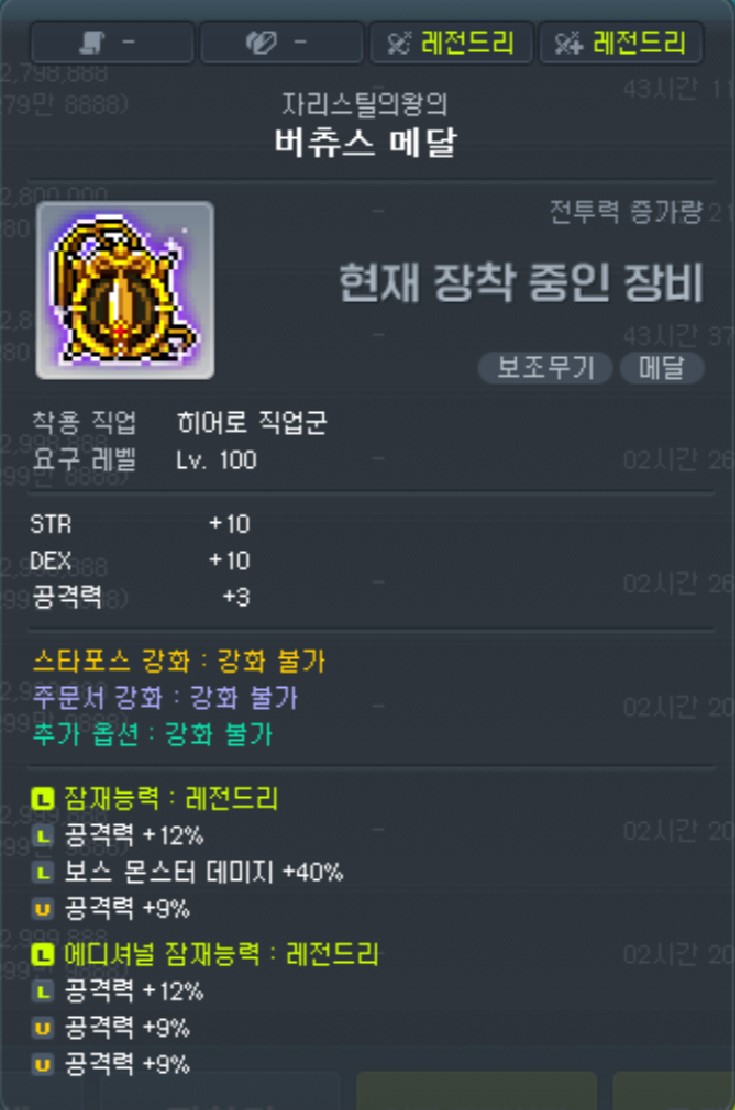 - - 레전드리 레전드리
자리스틸의왕의
버츄스 메달
전투력 증가량
현재 장착 중인 장비
보조무기 메달
착용 직업 히어로 직업군
요구 레벨 Lv. 100
STR +10
DEX +10
공격력 +3
스타포스 강화 : 강화 불가
주문서 강화 : 강화 불가
추가 옵션 : 강화 불가
L 잠재능력 : 레전드리
L 공격력 +12%
L 보스 몬스터 데미지 +40%
U 공격력 +9%
L 에디셔널 잠재능력 : 레전드리
L 공격력 +12%
U 공격력 +9%
U 공격력 +9%